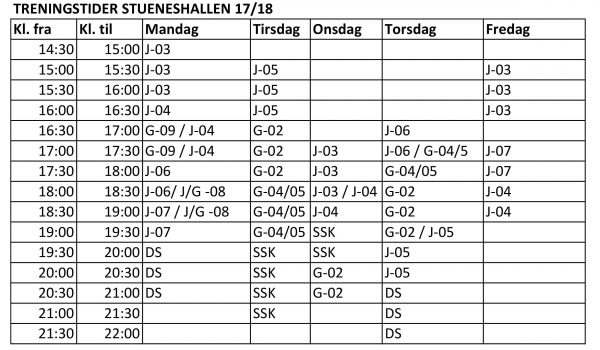 TRENINGSTIDER STUENESHALLEN 17/18
Kl. fra Kl. til Mandag Tirsdag Onsdag Torsdag Fredag
14:30 15:00 J-03
15:00 15:30 J-03 J-05 J-03
15:30 16:00 J-03 J-05 J-03
16:00 16:30 J-04 J-05 J-03
16:30 17:00 G-09 / J-04 G-02 J-06
17:00 17:30 G-09 / J-04 G-02 J-03 J-06 / G-04/5 J-07
17:30 18:00 J-06 G-02 J-03 G-04/05 J-07
18:00 18:30 J-06/ J/G -08 G-04/05 J-03 / J-04 G-02 J-04
18:30 19:00 J-07 / J/G -08 G-04/05 J-04 G-02 J-04
19:00 19:30 J-07 G-04/05 SSK G-02 / J-05
19:30 20:00 DS SSK SSK J-05
20:00 20:30 DS SSK G-02 J-05
20:30 21:00 DS SSK G-02 DS
21:00 21:30 SSK DS
21:30 22:00 DS